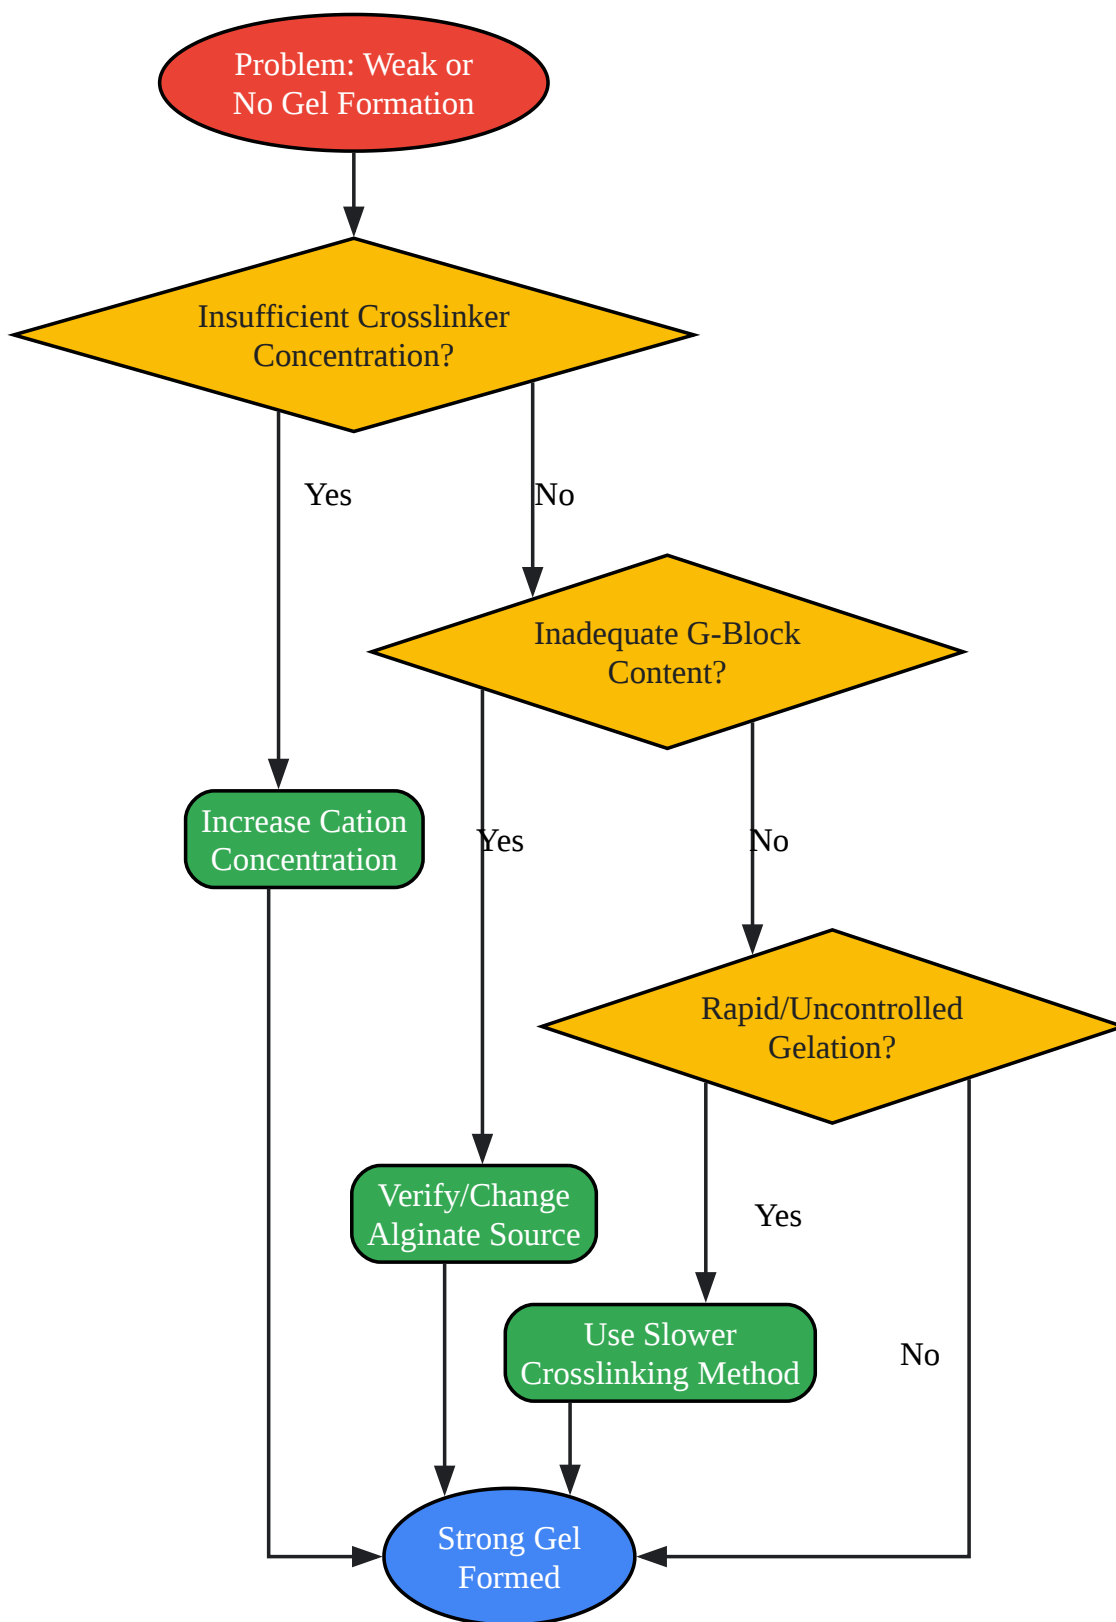 Problem: Weak or
No Gel Formation
Insufficient Crosslinker
Concentration?
Yes
No
Inadequate G-Block
Content?
Increase Cation
Concentration
Yes
No
Rapid/Uncontrolled
Gelation?
Verify/Change
Alginate Source
Yes
Use Slower
Crosslinking Method
No
Strong Gel
Formed